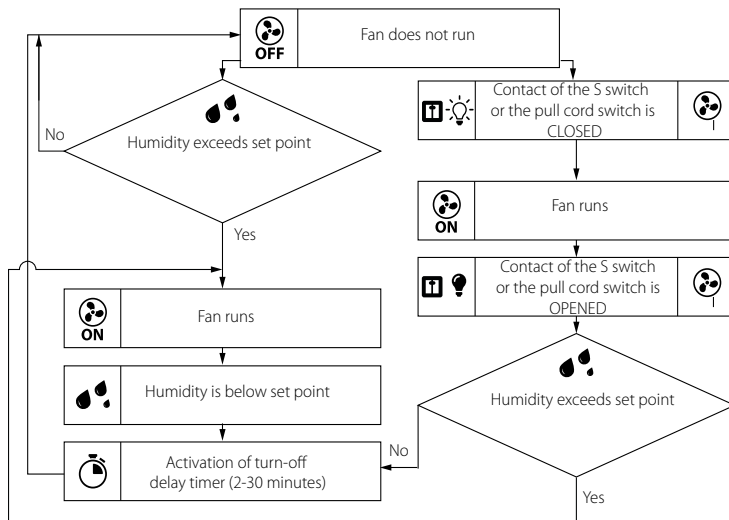 OFF
Fan does not run
Humidity exceeds set point
No
Yes
ON
Fan runs
Humidity is below set point
Activation of turn-off
delay timer (2-30 minutes)
Contact of the S switch
or the pull cord switch is
CLOSED
ON
Fan runs
Contact of the S switch
or the pull cord switch is
OPENED
Humidity exceeds set point
No
Yes